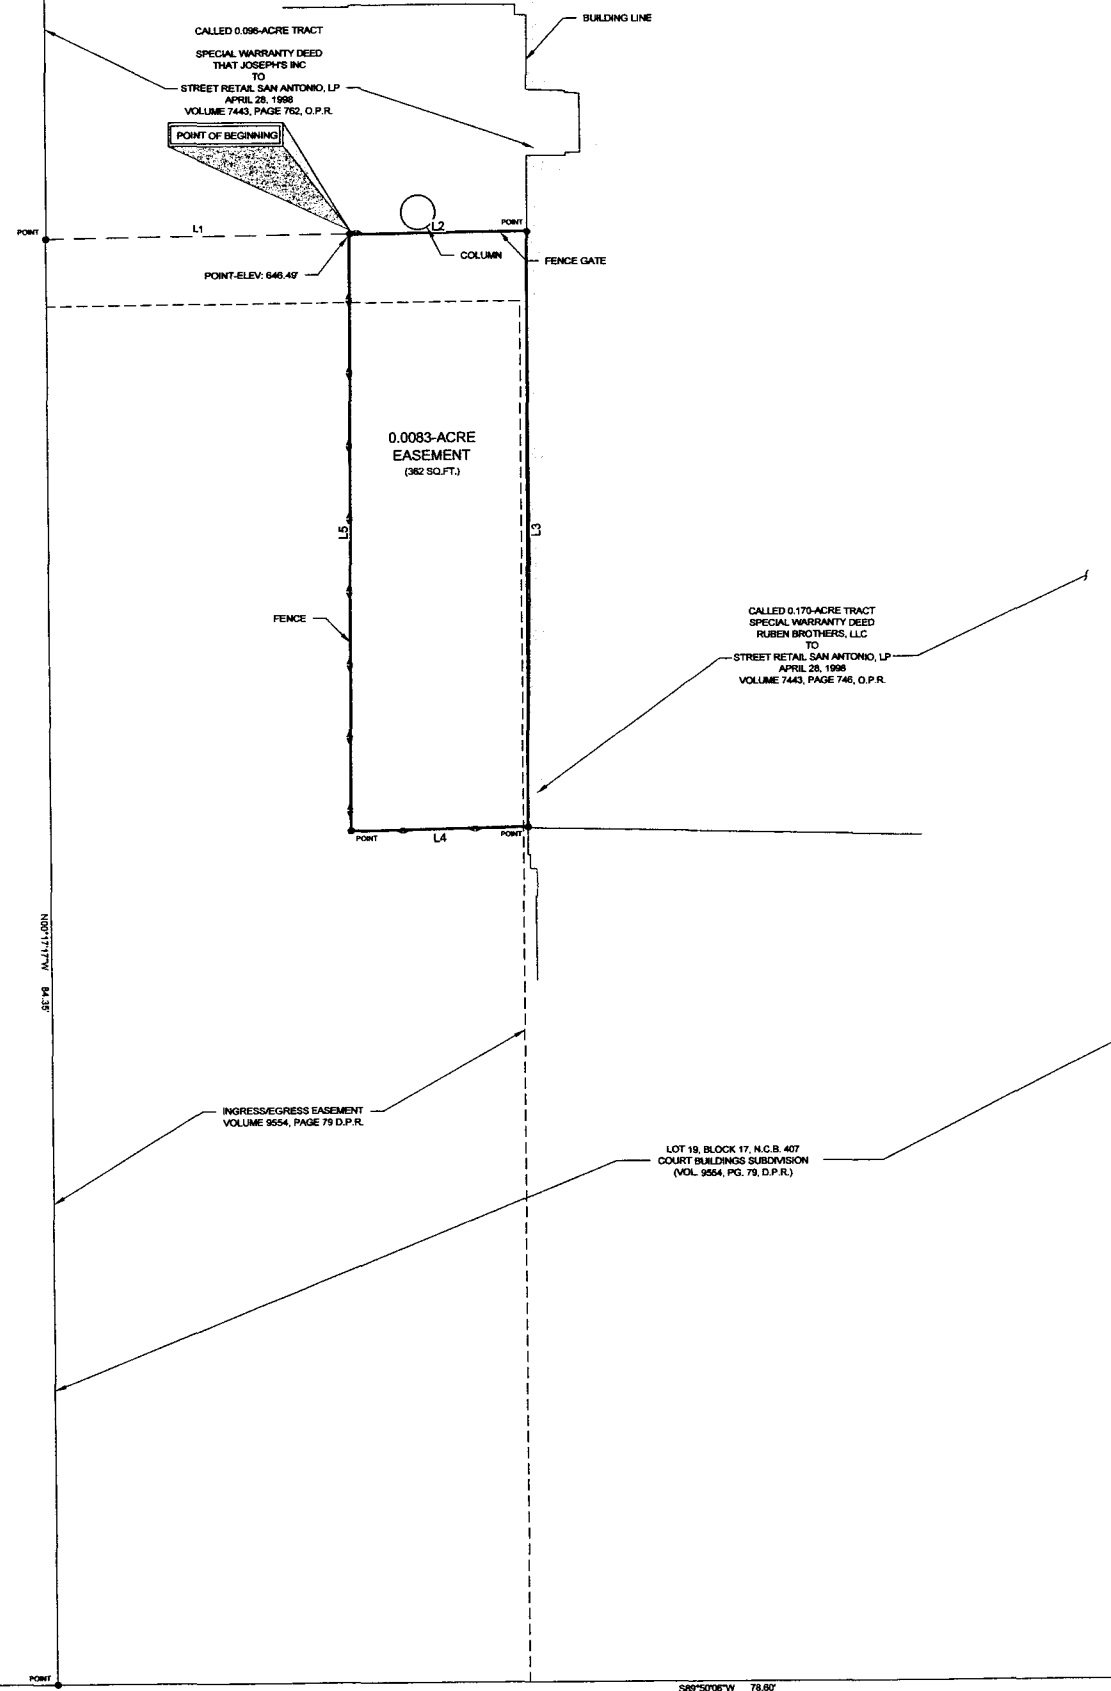 BUILDING LINE
CALLED 0.096-ACRE TRACT
SPECIAL WARRANTY DEED
THAT JOSEPH'S INC
TO
STREET RETAIL SAN ANTONIO, LP
APRIL 28, 1998
VOLUME 7443, PAGE 762, O.P.R.
POINT OF BEGINNING
POINT
L1
L2
POINT
COLUMN
FENCE GATE
POINT-ELEV: 646.49'
0.0083-ACRE
EASEMENT
(362 SQ.FT.)
L5
L3
FENCE
CALLED 0.170-ACRE TRACT
SPECIAL WARRANTY DEED
RUBEN BROTHERS, LLC
TO
STREET RETAIL SAN ANTONIO, LP
APRIL 28, 1998
VOLUME 7443, PAGE 746, O.P.R.
POINT
L4
POINT
N00°17'17"W 84.35'
INGRESS/EGRESS EASEMENT
VOLUME 9554, PAGE 79 D.P.R.
LOT 19, BLOCK 17, N.C.B. 407
COURT BUILDINGS SUBDIVISION
(VOL. 9554, PG. 79, D.P.R.)
POINT
S89°50'06"W 78.60'